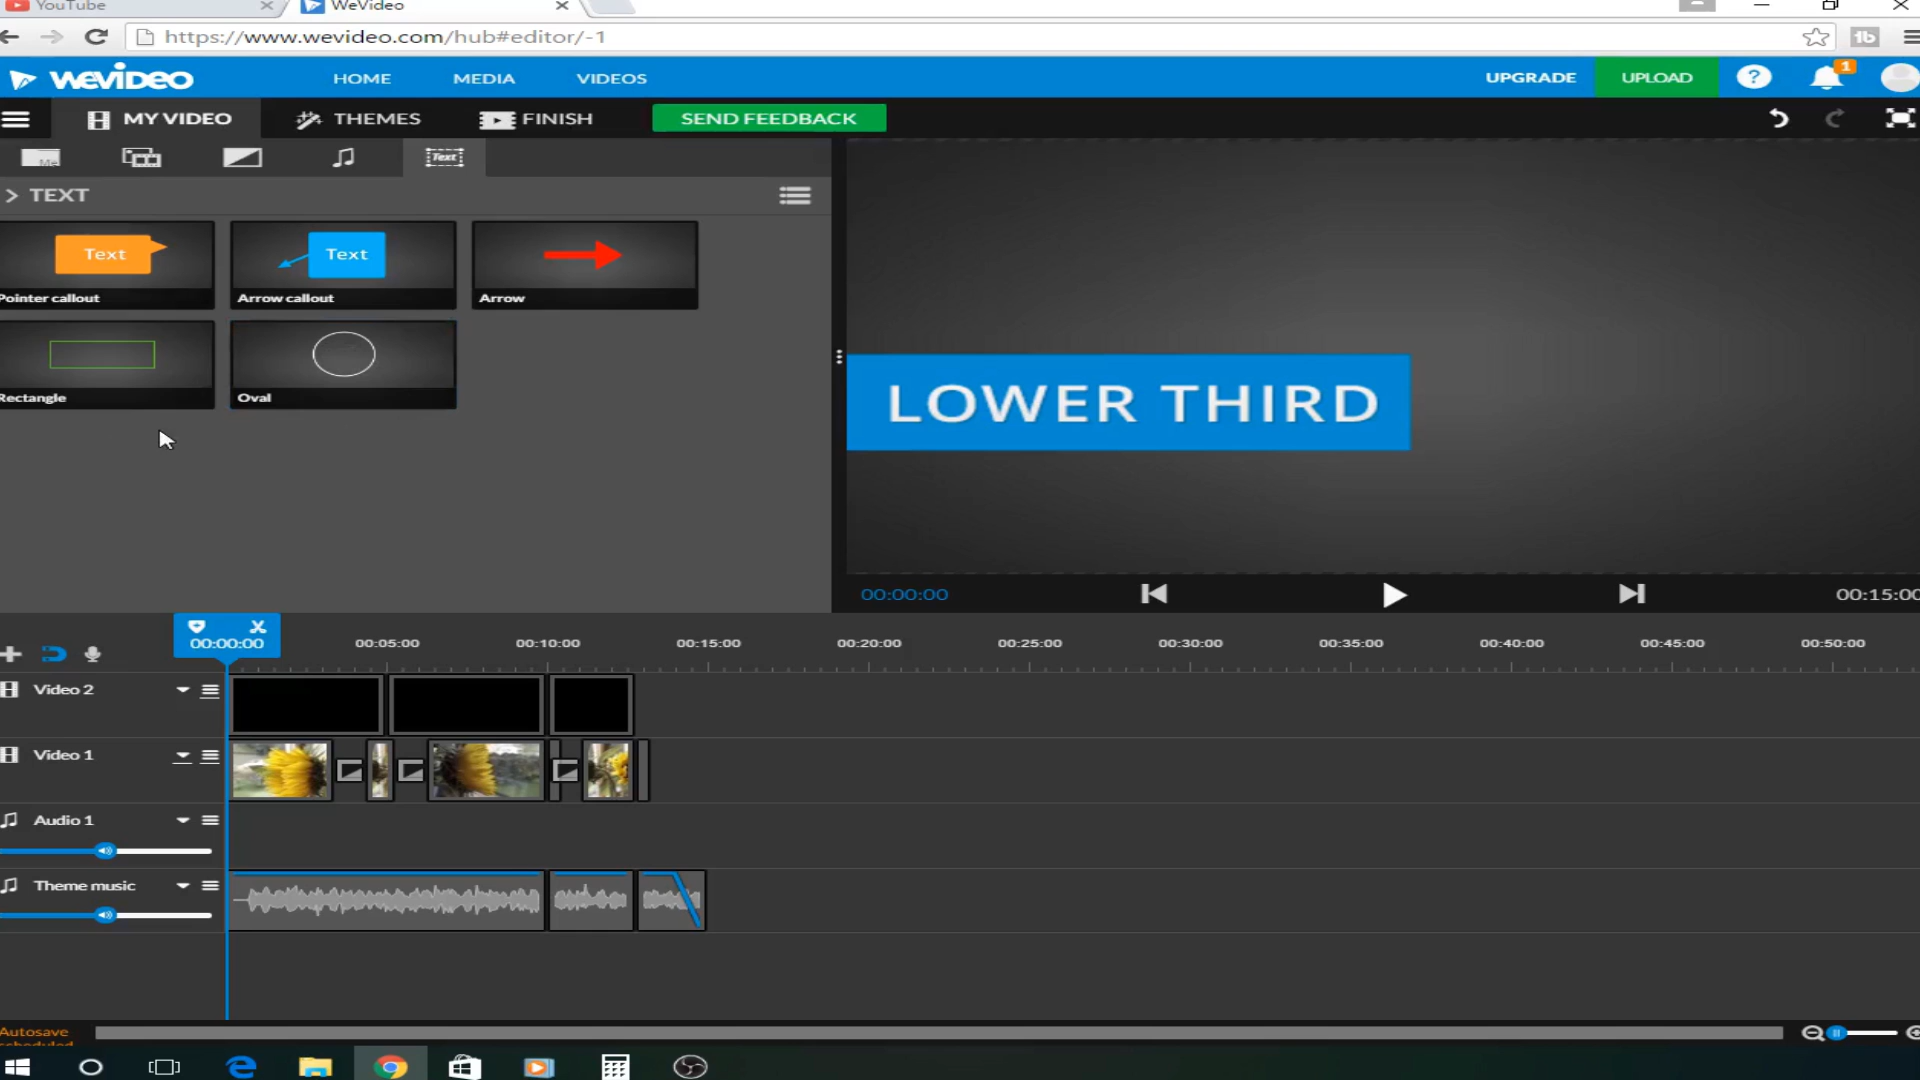 YouTube
WeVideo
https://www.wevideo.com/hub#editor/-1
WEVIDEO HOME MEDIA VIDEOS UPGRADE UPLOAD ? 1
MY VIDEO THEMES FINISH SEND FEEDBACK
Me Text
> TEXT
Text Text
Pointer callout Arrow callout Arrow
Rectangle Oval
LOWER THIRD
00:00:00 00:15:00
00:00:00 00:05:00 00:10:00 00:15:00 00:20:00 00:25:00 00:30:00 00:35:00 00:40:00 00:45:00 00:50:00
Video 2
Video 1
Audio 1
Theme music
Autosave
scheduled